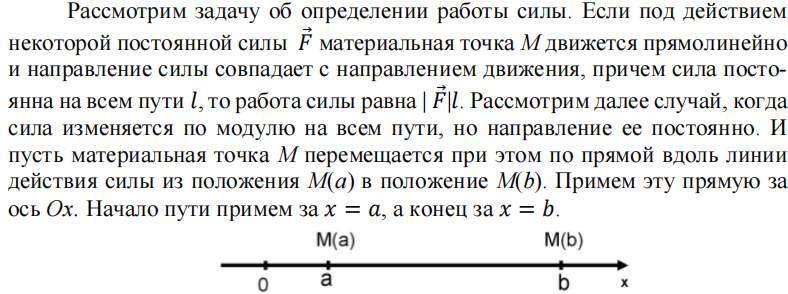 Рассмотрим задачу об определении работы силы. Если под действием
некоторой постоянной силы F⃗ материальная точка M движется прямолинейно
и направление силы совпадает с направлением движения, причем сила посто-
янна на всем пути l, то работа силы равна | F⃗|l. Рассмотрим далее случай, когда
сила изменяется по модулю на всем пути, но направление ее постоянно. И
пусть материальная точка M перемещается при этом по прямой вдоль линии
действия силы из положения M(a) в положение M(b). Примем эту прямую за
ось Ox. Начало пути примем за x = a, а конец за x = b.
M(a) M(b)
0 a b x